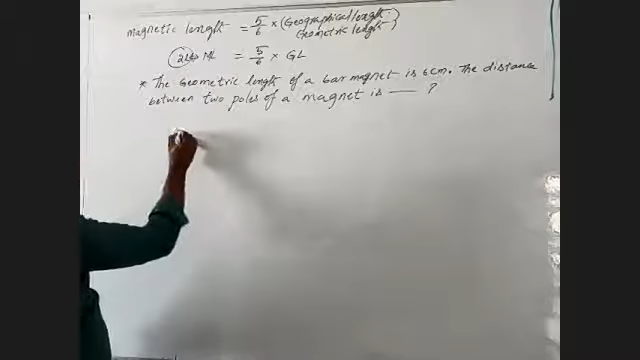 magnetic length = 5/6 × (Geographical length.
Geometric length}
2l ML = 5/6 × GL
* The Geometric length of a bar magnet is 6cm. The distance
between two poles of a magnet is —— ?